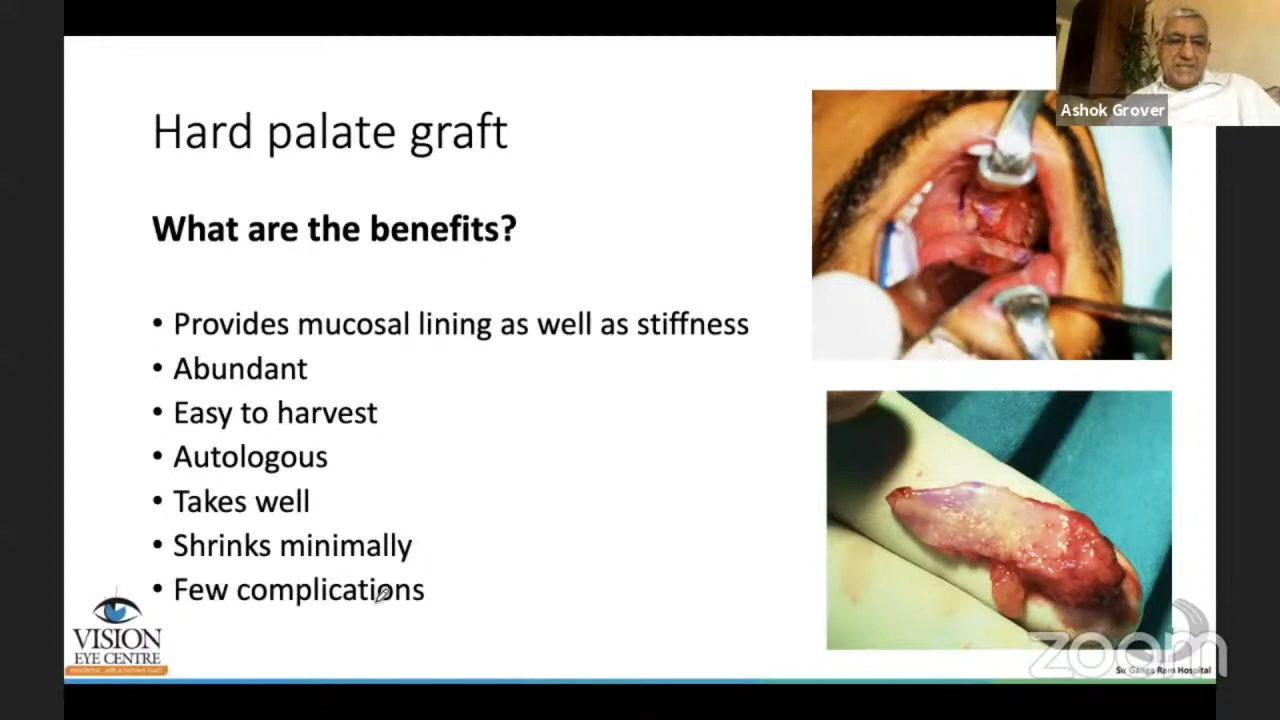 Ashok Grover
Hard palate graft
What are the benefits?
• Provides mucosal lining as well as stiffness
• Abundant
• Easy to harvest
• Autologous
• Takes well
• Shrinks minimally
• Few complications
VISION
EYE CENTRE
zoom
Sir Ganga Ram Hospital